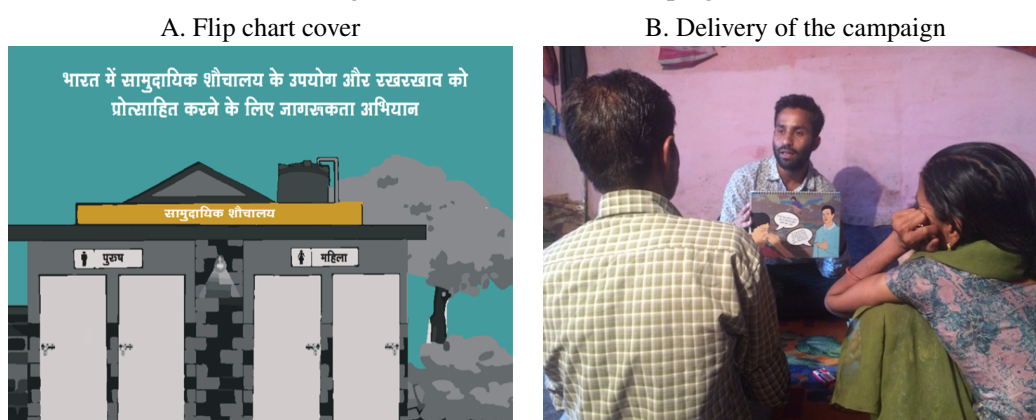 A. Flip chart cover
B. Delivery of the campaign
भारत में सामुदायिक शौचालय के उपयोग और रखरखाव को
प्रोत्साहित करने के लिए जागरूकता अभियान
सामुदायिक शौचालय
पुरुष
महिला